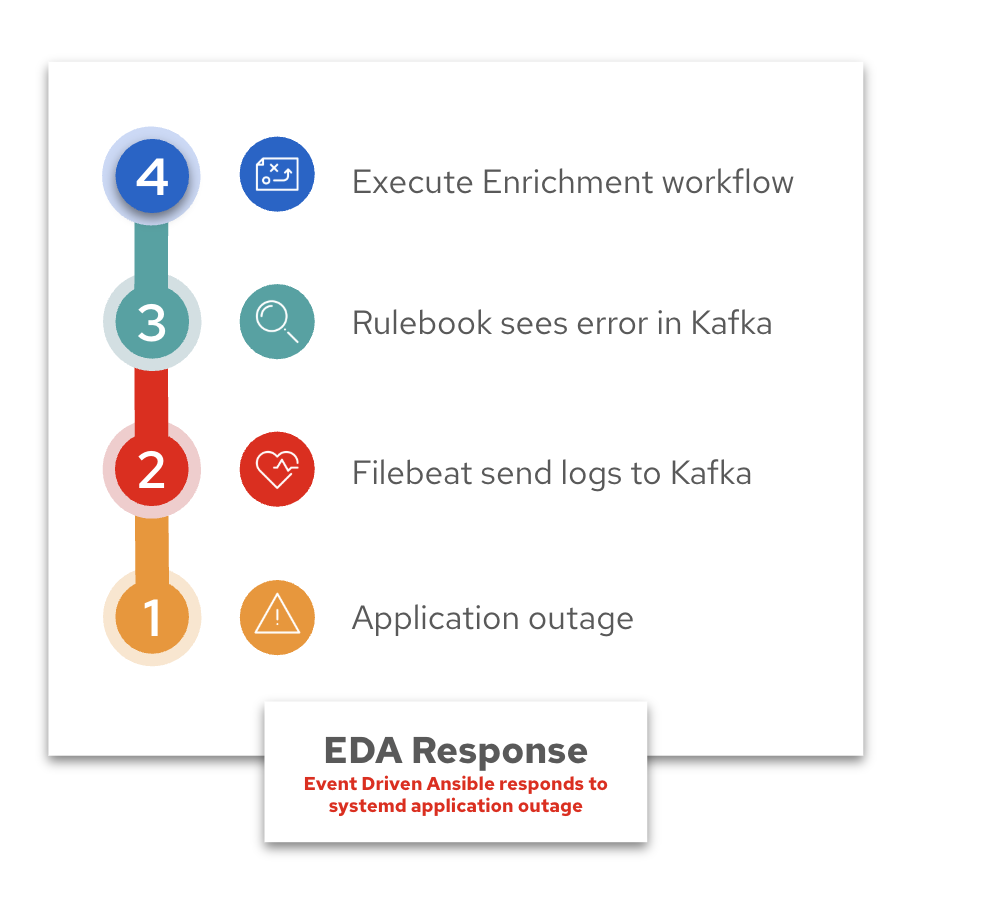 4
Execute Enrichment workflow
3
Rulebook sees error in Kafka
2
Filebeat send logs to Kafka
1
Application outage
EDA Response
Event Driven Ansible responds to
systemd application outage